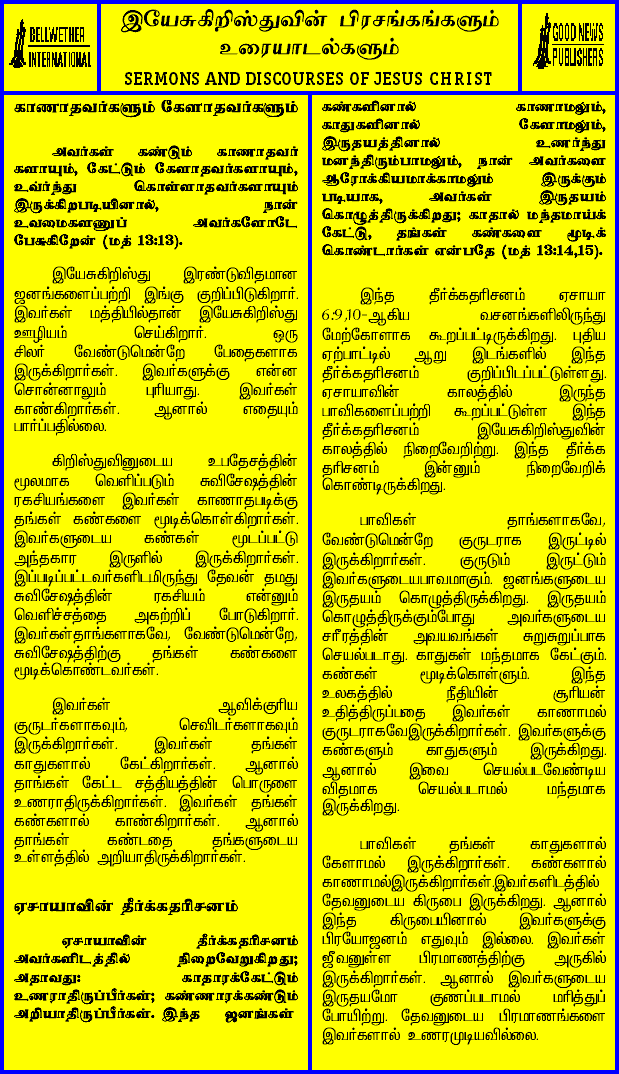 BELLWETHER
INTERNATIONAL
இயேசுகிறிஸ்துவின் பிரசங்கங்களும்
உரையாடல்களும்
SERMONS AND DISCOURSES OF JESUS CHRIST
GOOD NEWS
PUBLISHERS
காணாதவர்களும் கேளாதவர்களும்
அவர்கள் கண்டும் காணாதவர்
களாயும், கேட்டும் கேளாதவர்களாயும்,
உணர்ந்து கொள்ளாதவர்களாயும்
இருக்கிறபடியினால், நான்
உவமைகளைப் அவர்களோடே
பேசுகிறேன் (மத் 13:13).
இயேசுகிறிஸ்து இரண்டுவிதமான
ஜனங்களைப்பற்றி இங்கு குறிப்பிடுகிறார்.
இவர்கள் மத்தியில்தான் இயேசுகிறிஸ்து
ஊழியம் செய்கிறார். ஒரு
சிலர் வேண்டுமென்றே பேதைகளாக
இருக்கிறார்கள். இவர்களுக்கு என்ன
சொன்னாலும் புரியாது. இவர்கள்
காண்கிறார்கள். ஆனால் எதையும்
பார்ப்பதில்லை.
கிறிஸ்துவினுடைய உபதேசத்தின்
மூலமாக வெளிப்படும் சுவிசேஷத்தின்
ரகசியங்களை இவர்கள் காணாதபடிக்கு
தங்கள் கண்களை மூடிக்கொள்கிறார்கள்.
இவர்களுடைய கண்கள் மூடப்பட்டு
அந்தகார இருளில் இருக்கிறார்கள்.
இப்படிப்பட்டவர்களிடமிருந்து தேவன் தமது
சுவிசேஷத்தின் ரகசியம் என்னும்
வெளிச்சத்தை அகற்றிப் போடுகிறார்.
இவர்கள்தாங்களாகவே, வேண்டுமென்றே,
சுவிசேஷத்திற்கு தங்கள் கண்களை
மூடிக்கொண்டவர்கள்.
இவர்கள் ஆவிக்குரிய
குருடர்களாகவும், செவிடர்களாகவும்
இருக்கிறார்கள். இவர்கள் தங்கள்
காதுகளால் கேட்கிறார்கள். ஆனால்
தாங்கள் கேட்ட சத்தியத்தின் பொருளை
உணராதிருக்கிறார்கள். இவர்கள் தங்கள்
கண்களால் காண்கிறார்கள். ஆனால்
தாங்கள் கண்டதை தங்களுடைய
உள்ளத்தில் அறியாதிருக்கிறார்கள்.
ஏசாயாவின் தீர்க்கதரிசனம்
ஏசாயாவின் தீர்க்கதரிசனம்
அவர்களிடத்தில் நிறைவேறுகிறது;
அதாவது: காதாரக்கேட்டும்
உணராதிருப்பீர்கள்; கண்ணாரக்கண்டும்
அறியாதிருப்பீர்கள். இந்த ஜனங்கள்
கண்களினால் காணாமலும்,
காதுகளினால் கேளாமலும்,
இருதயத்தினால் உணர்ந்து
மனந்திரும்பாமலும், நான் அவர்களை
ஆரோக்கியமாக்காமலும் இருக்கும்
படியாக, அவர்கள் இருதயம்
கொழுத்திருக்கிறது; காதால் மந்தமாய்க்
கேட்டு, தங்கள் கண்களை மூடிக்
கொண்டார்கள் என்பதே (மத் 13:14,15).
இந்த தீர்க்கதரிசனம் ஏசாயா
6:9,10-ஆகிய வசனங்களிலிருந்து
மேற்கோளாக கூறப்பட்டிருக்கிறது. புதிய
ஏற்பாட்டில் ஆறு இடங்களில் இந்த
தீர்க்கதரிசனம் குறிப்பிடப்பட்டுள்ளது.
ஏசாயாவின் காலத்தில் இருந்த
பாவிகளைப்பற்றி கூறப்பட்டுள்ள இந்த
தீர்க்கதரிசனம் இயேசுகிறிஸ்துவின்
காலத்தில் நிறைவேறிற்று. இந்த தீர்க்க
தரிசனம் இன்னும் நிறைவேறிக்
கொண்டிருக்கிறது.
பாவிகள் தாங்களாகவே,
வேண்டுமென்றே குருடராக இருட்டில்
இருக்கிறார்கள். குருடும் இருட்டும்
இவர்களுடையபாவமாகும். ஜனங்களுடைய
இருதயம் கொழுத்திருக்கிறது. இருதயம்
கொழுத்திருக்கும்போது அவர்களுடைய
சரீரத்தின் அவயவங்கள் சுறுசுறுப்பாக
செயல்படாது. காதுகள் மந்தமாக கேட்கும்.
கண்கள் மூடிக்கொள்ளும். இந்த
உலகத்தில் நீதியின் சூரியன்
உதித்திருப்பதை இவர்கள் காணாமல்
குருடராகவேஇருக்கிறார்கள். இவர்களுக்கு
கண்களும் காதுகளும் இருக்கிறது.
ஆனால் இவை செயல்படவேண்டிய
விதமாக செயல்படாமல் மந்தமாக
இருக்கிறது.
பாவிகள் தங்கள் காதுகளால்
கேளாமல் இருக்கிறார்கள். கண்களால்
காணாமல்இருக்கிறார்கள்.இவர்களிடத்தில்
தேவனுடைய கிருபை இருக்கிறது. ஆனால்
இந்த கிருபையினால் இவர்களுக்கு
பிரயோஜனம் எதுவும் இல்லை. இவர்கள்
ஜீவனுள்ள பிரமாணத்திற்கு அருகில்
இருக்கிறார்கள். ஆனால் இவர்களுடைய
இருதயமோ குணப்படாமல் மரித்துப்
போயிற்று. தேவனுடைய பிரமாணங்களை
இவர்களால் உணரமுடியவில்லை.